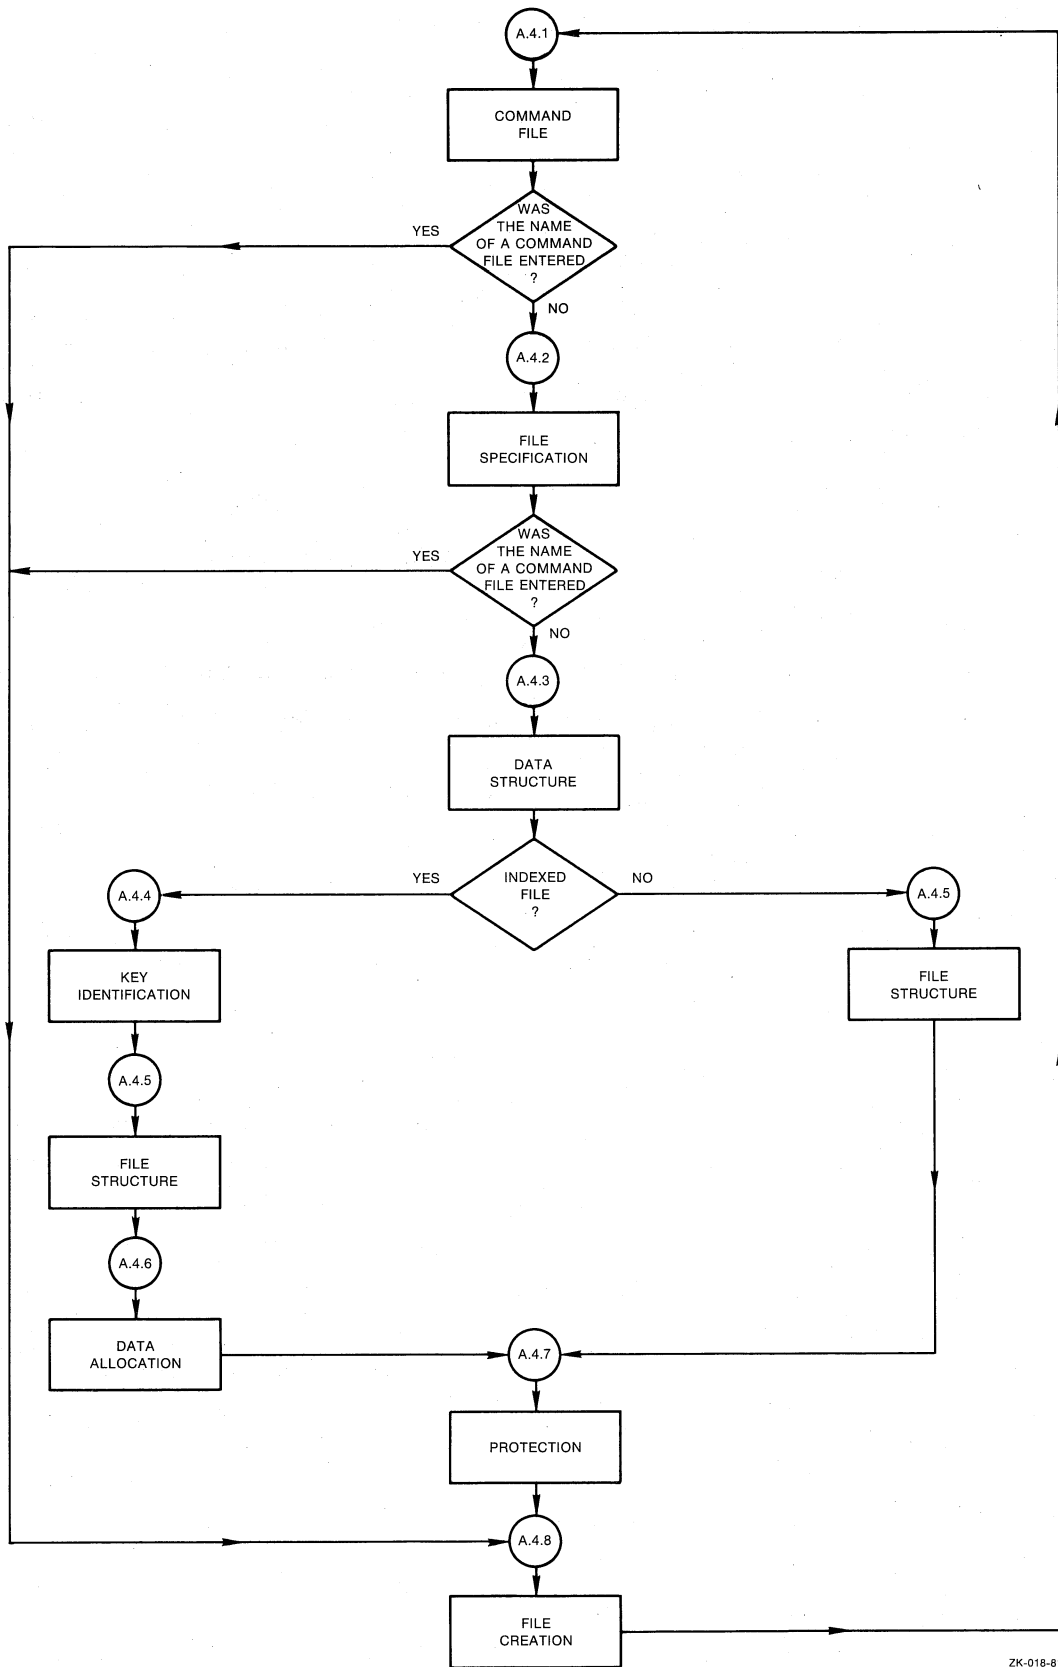 A.4.1
COMMAND
FILE
WAS
THE NAME
OF A COMMAND
FILE ENTERED
?
YES
NO
A.4.2
FILE
SPECIFICATION
WAS
THE NAME
OF A COMMAND
FILE ENTERED
?
YES
NO
A.4.3
DATA
STRUCTURE
INDEXED
FILE
?
YES
NO
A.4.4
A.4.5
KEY
IDENTIFICATION
FILE
STRUCTURE
A.4.5
FILE
STRUCTURE
A.4.6
DATA
ALLOCATION
A.4.7
PROTECTION
A.4.8
FILE
CREATION
ZK-018-8